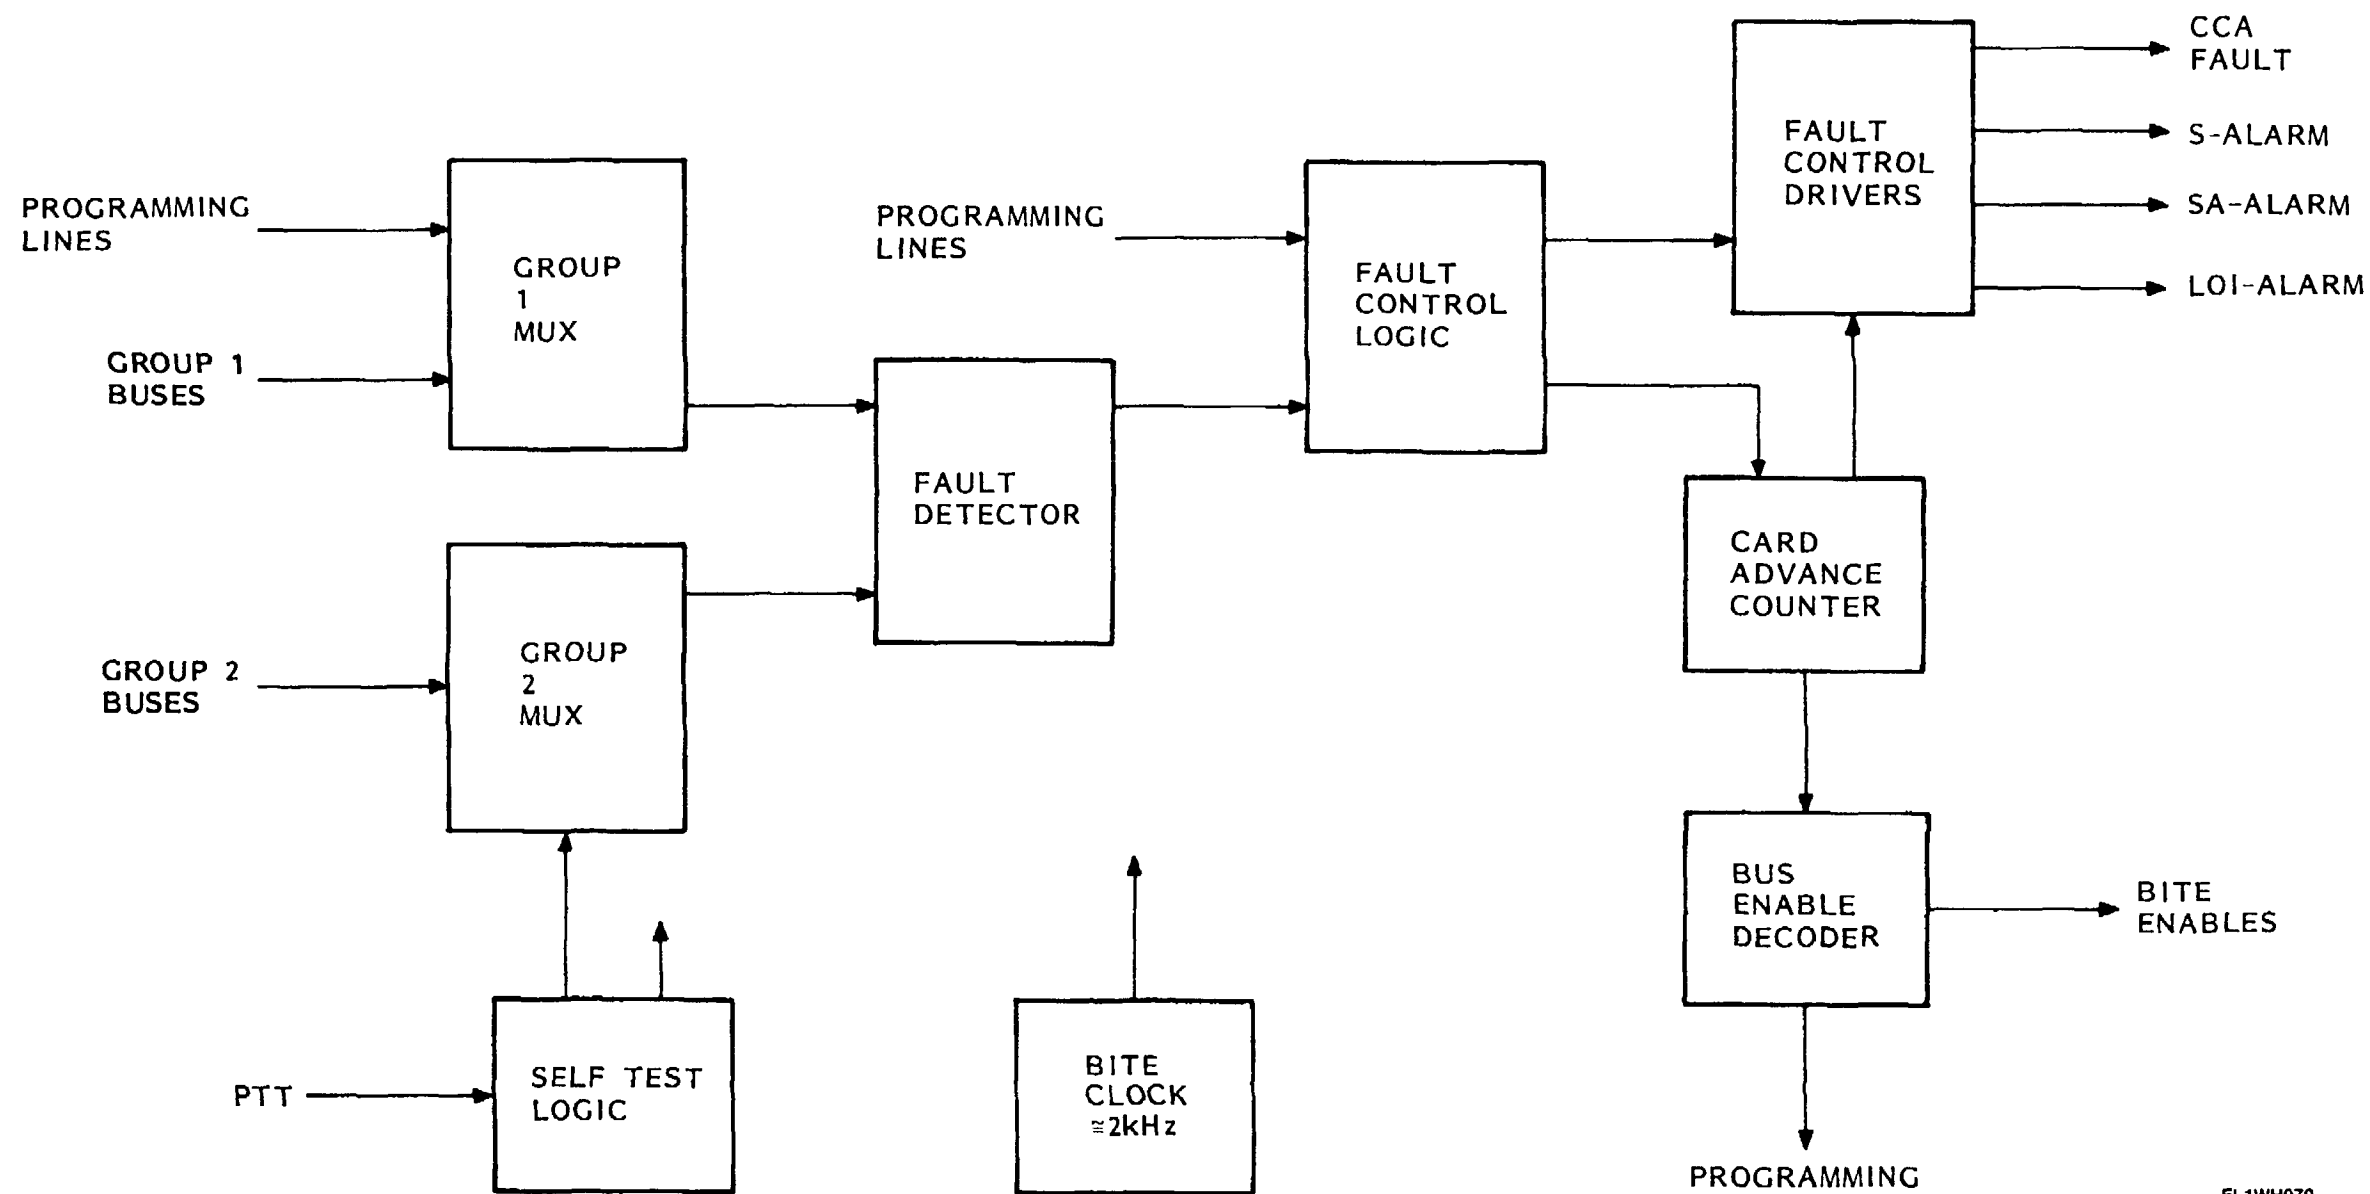 CCA
FAULT
S-ALARM
SA-ALARM
LOI-ALARM
FAULT
CONTROL
DRIVERS
PROGRAMMING
LINES
GROUP
1
MUX
GROUP 1
BUSES
PROGRAMMING
LINES
FAULT
CONTROL
LOGIC
FAULT
DETECTOR
CARD
ADVANCE
COUNTER
GROUP 2
BUSES
GROUP
2
MUX
BUS
ENABLE
DECODER
BITE
ENABLES
PTT
SELF TEST
LOGIC
BITE
CLOCK
≅2kHz
PROGRAMMING